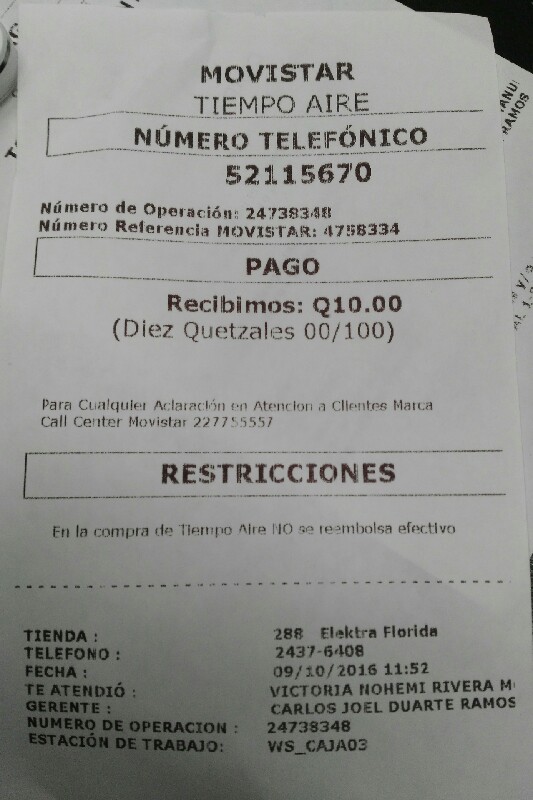 MOVISTAR
TIEMPO AIRE
NÚMERO TELEFÓNICO
52115670
Número de Operación: 24738348
Número Referencia MOVISTAR: 4758334
PAGO
Recibimos: Q10.00
(Diez Quetzales 00/100)
Para Cualquier Aclaración en Atencion a Clientes Marca
Call Center Movistar 227755557
RESTRICCIONES
En la compra de Tiempo Aire NO se reembolsa efectivo
TIENDA : 288 Elektra Florida
TELEFONO : 2437-6408
FECHA : 09/10/2016 11:52
TE ATENDIÓ : VICTORIA NOHEMI RIVERA M
GERENTE : CARLOS JOEL DUARTE RAMOS
NUMERO DE OPERACION : 24738348
ESTACIÓN DE TRABAJO: WS_CAJA03
RAMOS